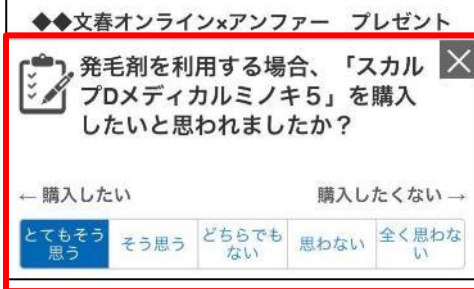 ◆◆文春オンライン×アンファー　プレゼント
発毛剤を利用する場合、「スカル
プDメディカルミノキ５」を購入
したいと思われましたか？
← 購入したい　購入したくない →
とてもそう
思う
そう思う
どちらでも
ない
思わない
全く思わな
い